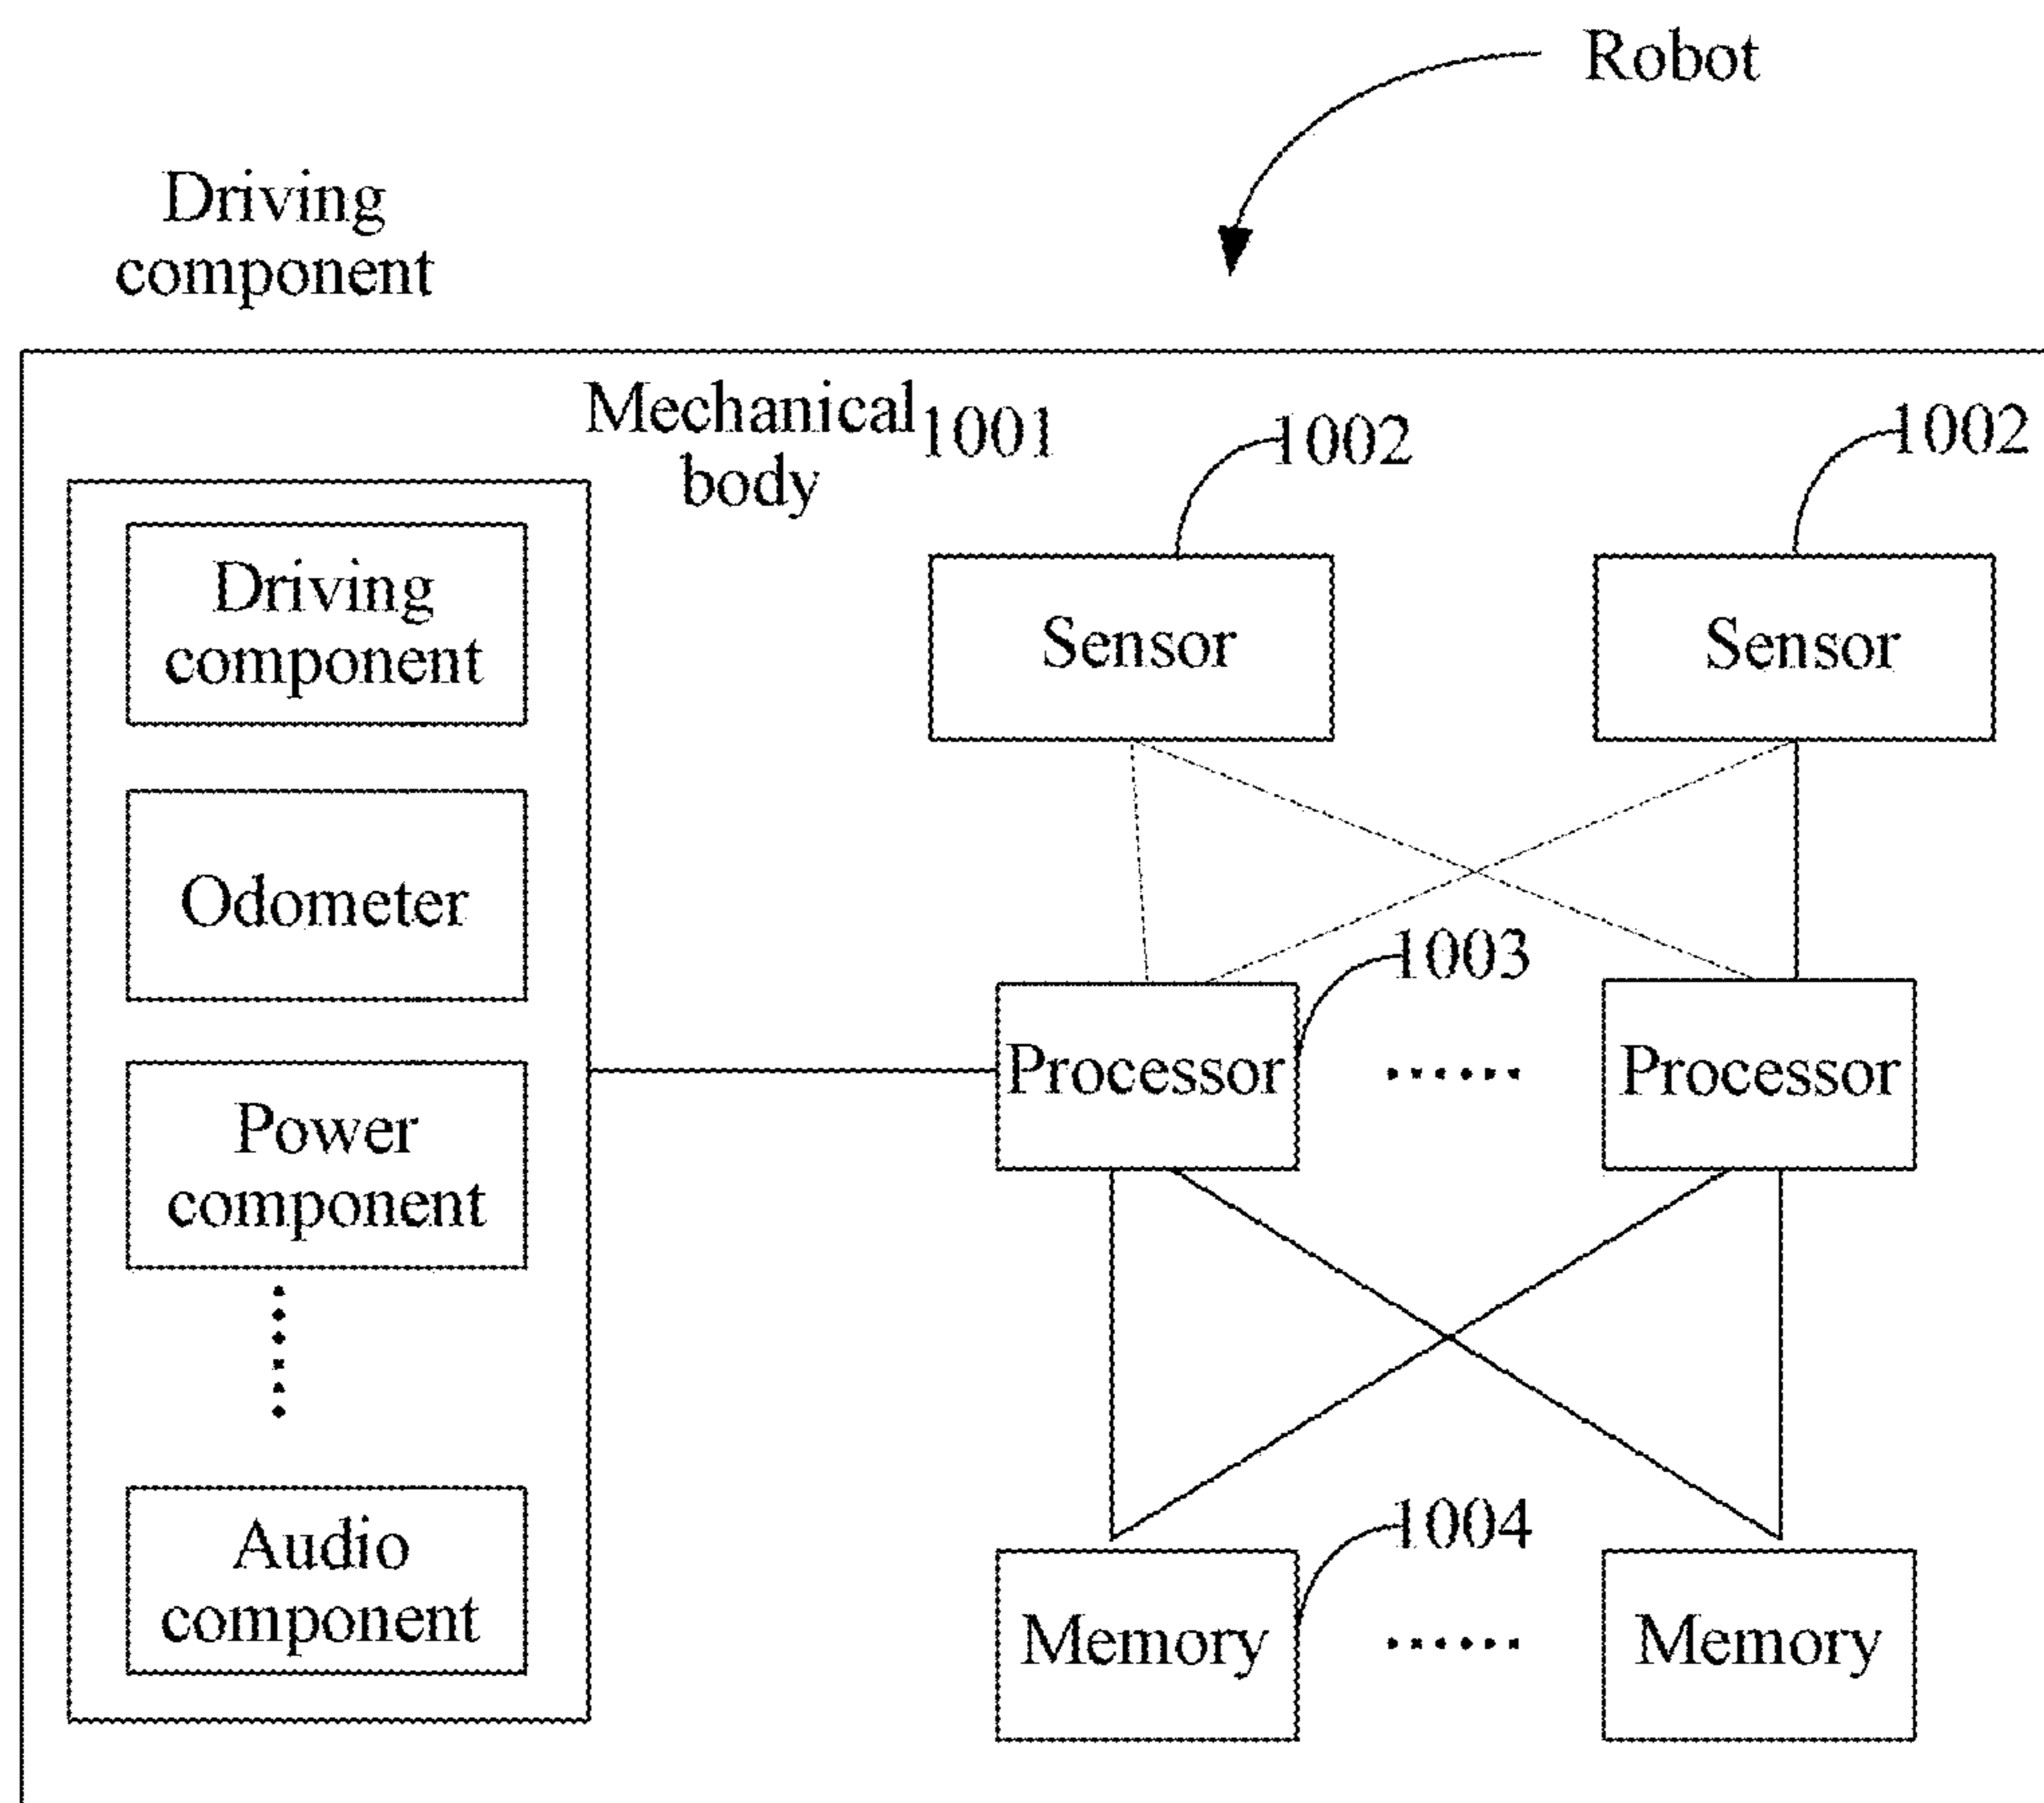 Robot
Driving
component
Mechanical 1001
body
1002
1002
Driving
component
Sensor
Sensor
Odometer
1003
Processor
......
Processor
Power
component
......
Audio
component
1004
Memory
......
Memory